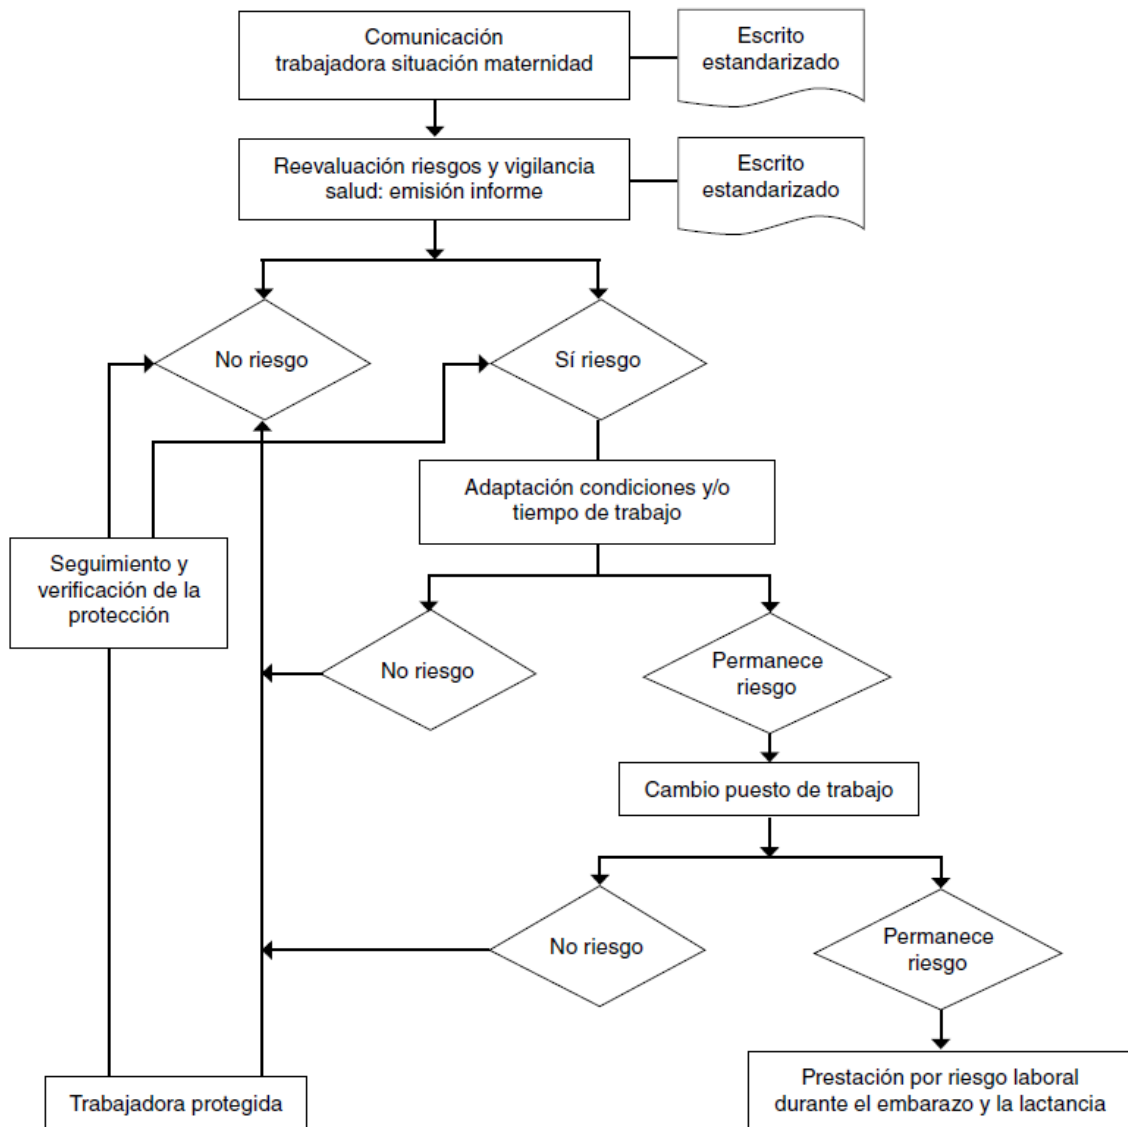 Comunicación
trabajadora situación maternidad
Escrito
estandarizado
Reevaluación riesgos y vigilancia
salud: emisión informe
Escrito
estandarizado
No riesgo
Sí riesgo
Adaptación condiciones y/o
tiempo de trabajo
Seguimiento y
verificación de la
protección
No riesgo
Permanece
riesgo
Cambio puesto de trabajo
No riesgo
Permanece
riesgo
Trabajadora protegida
Prestación por riesgo laboral
durante el embarazo y la lactancia